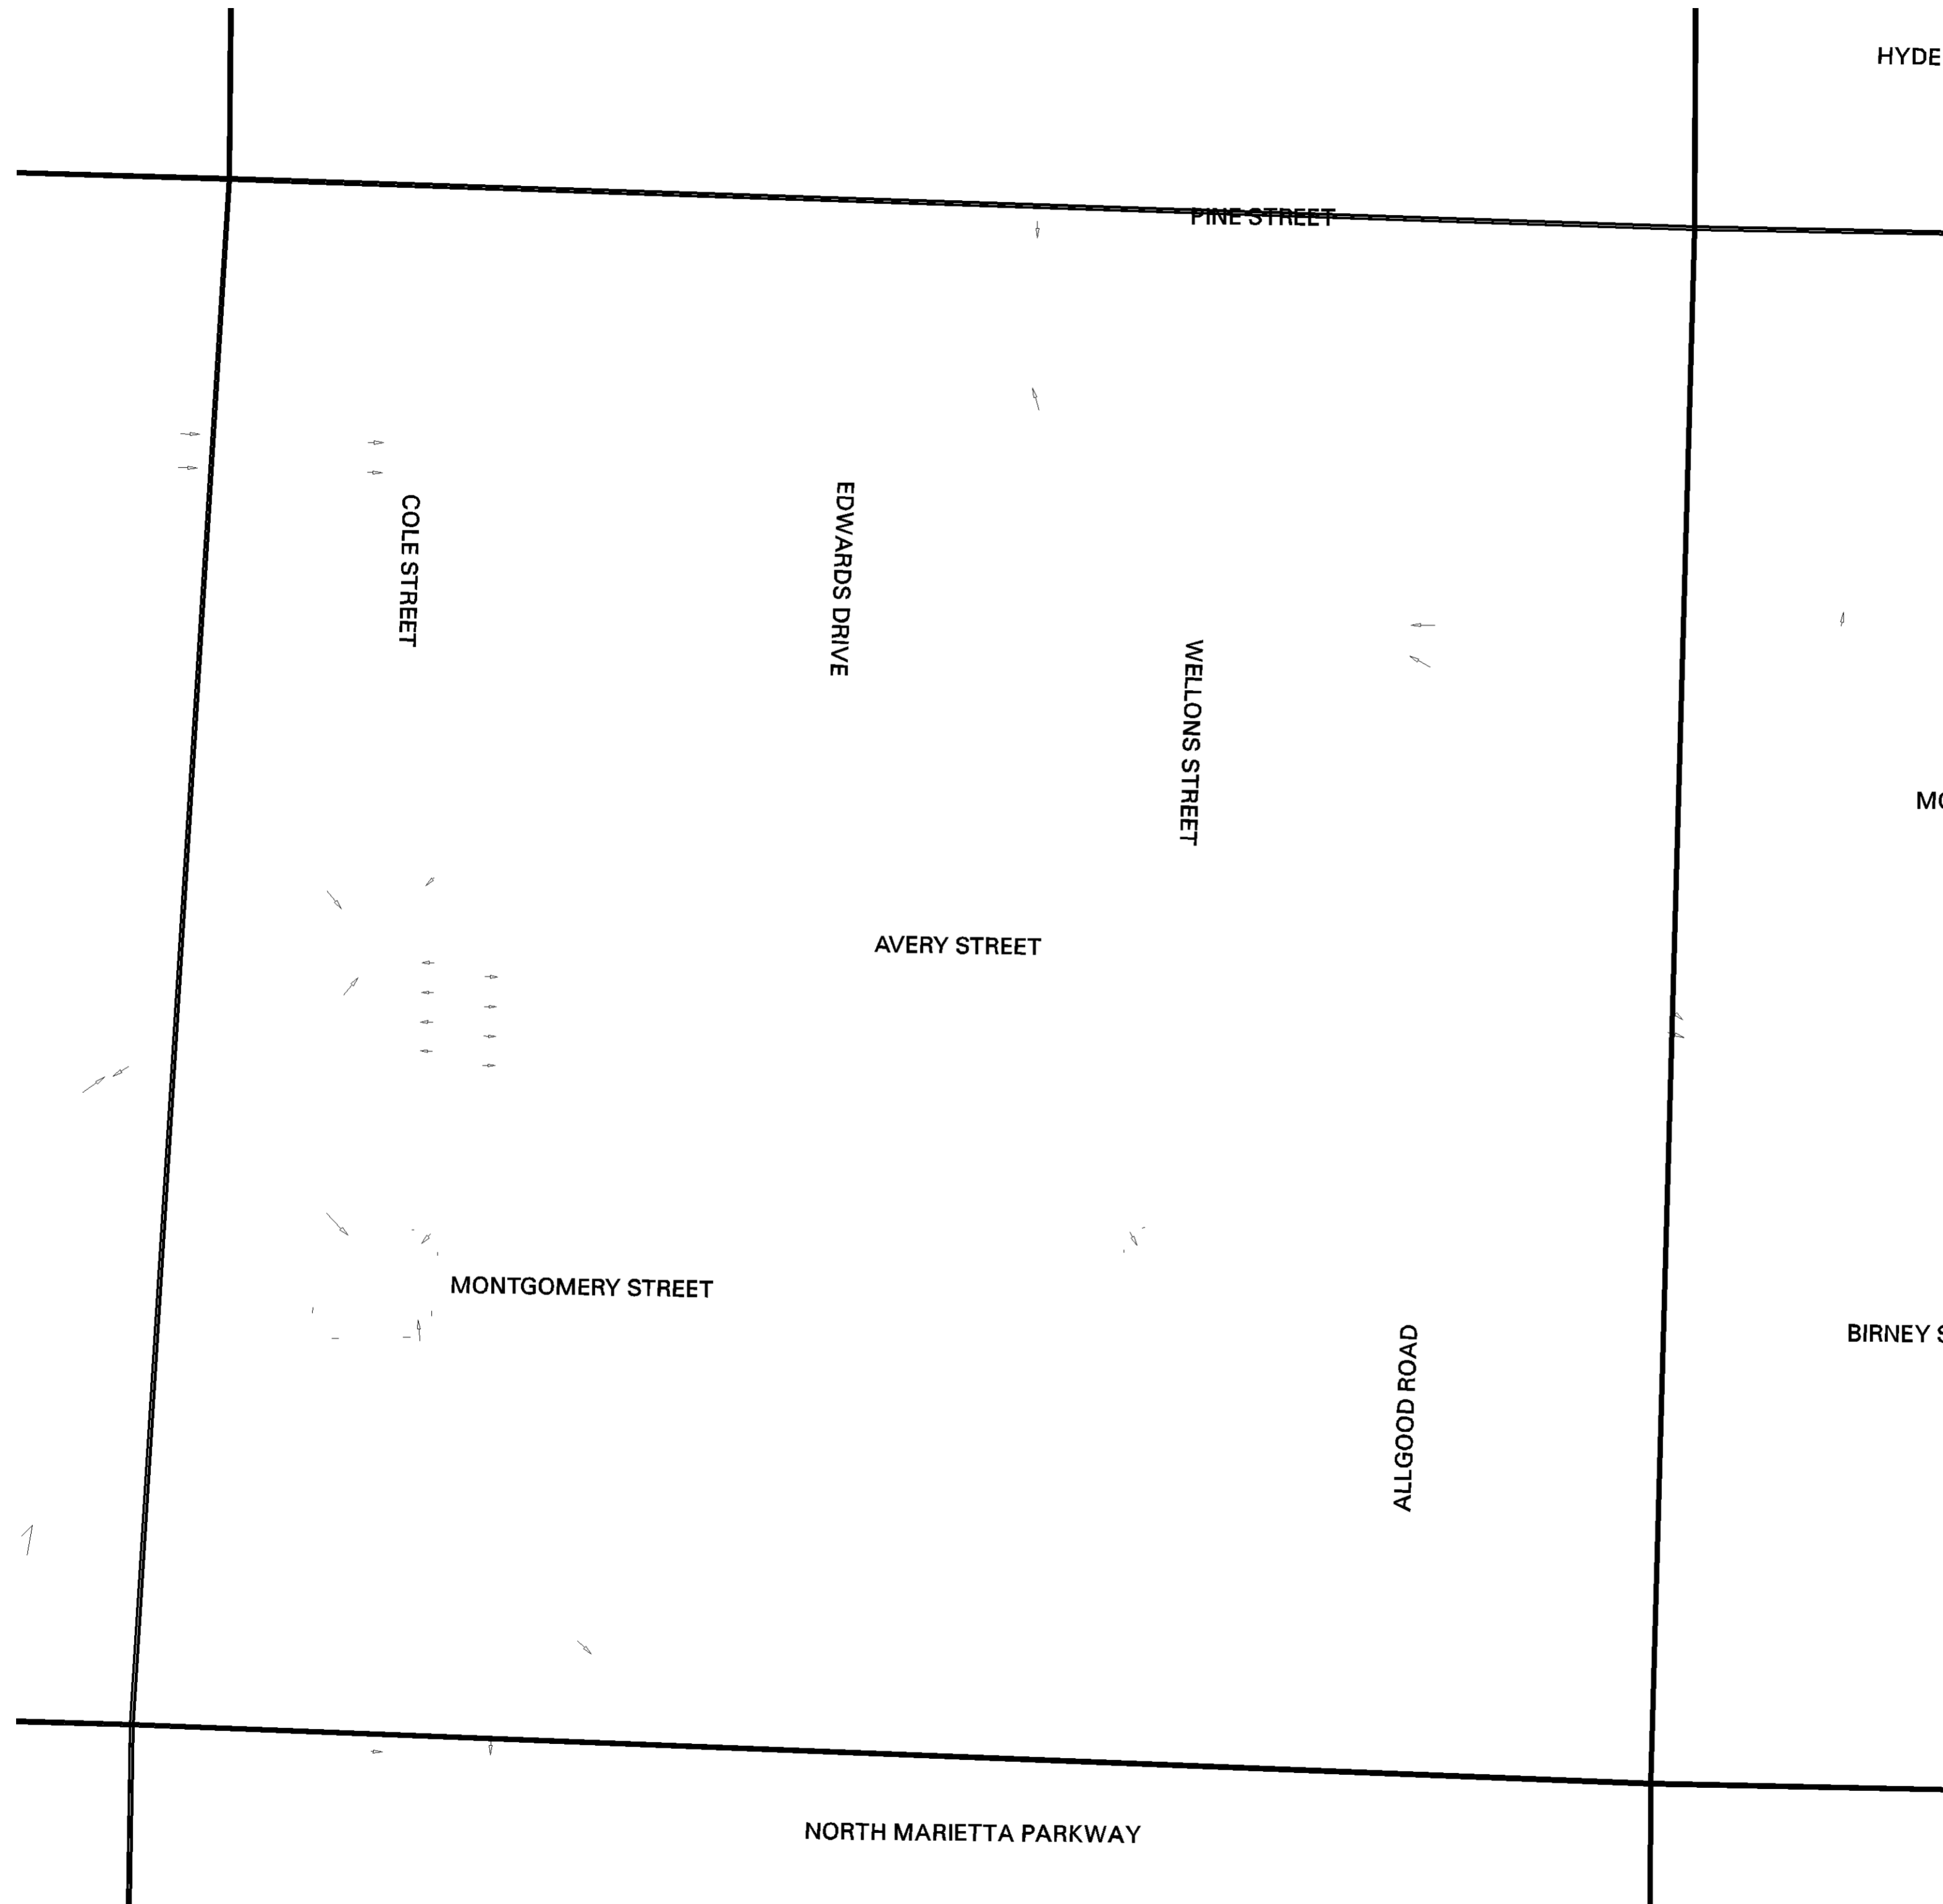 HYDE
PINE STREET
COLE STREET
EDWARDS DRIVE
WELLONS STREET
AVERY STREET
MONTGOMERY STREET
BIRNEY
ALLGOOD ROAD
NORTH MARIETTA PARKWAY